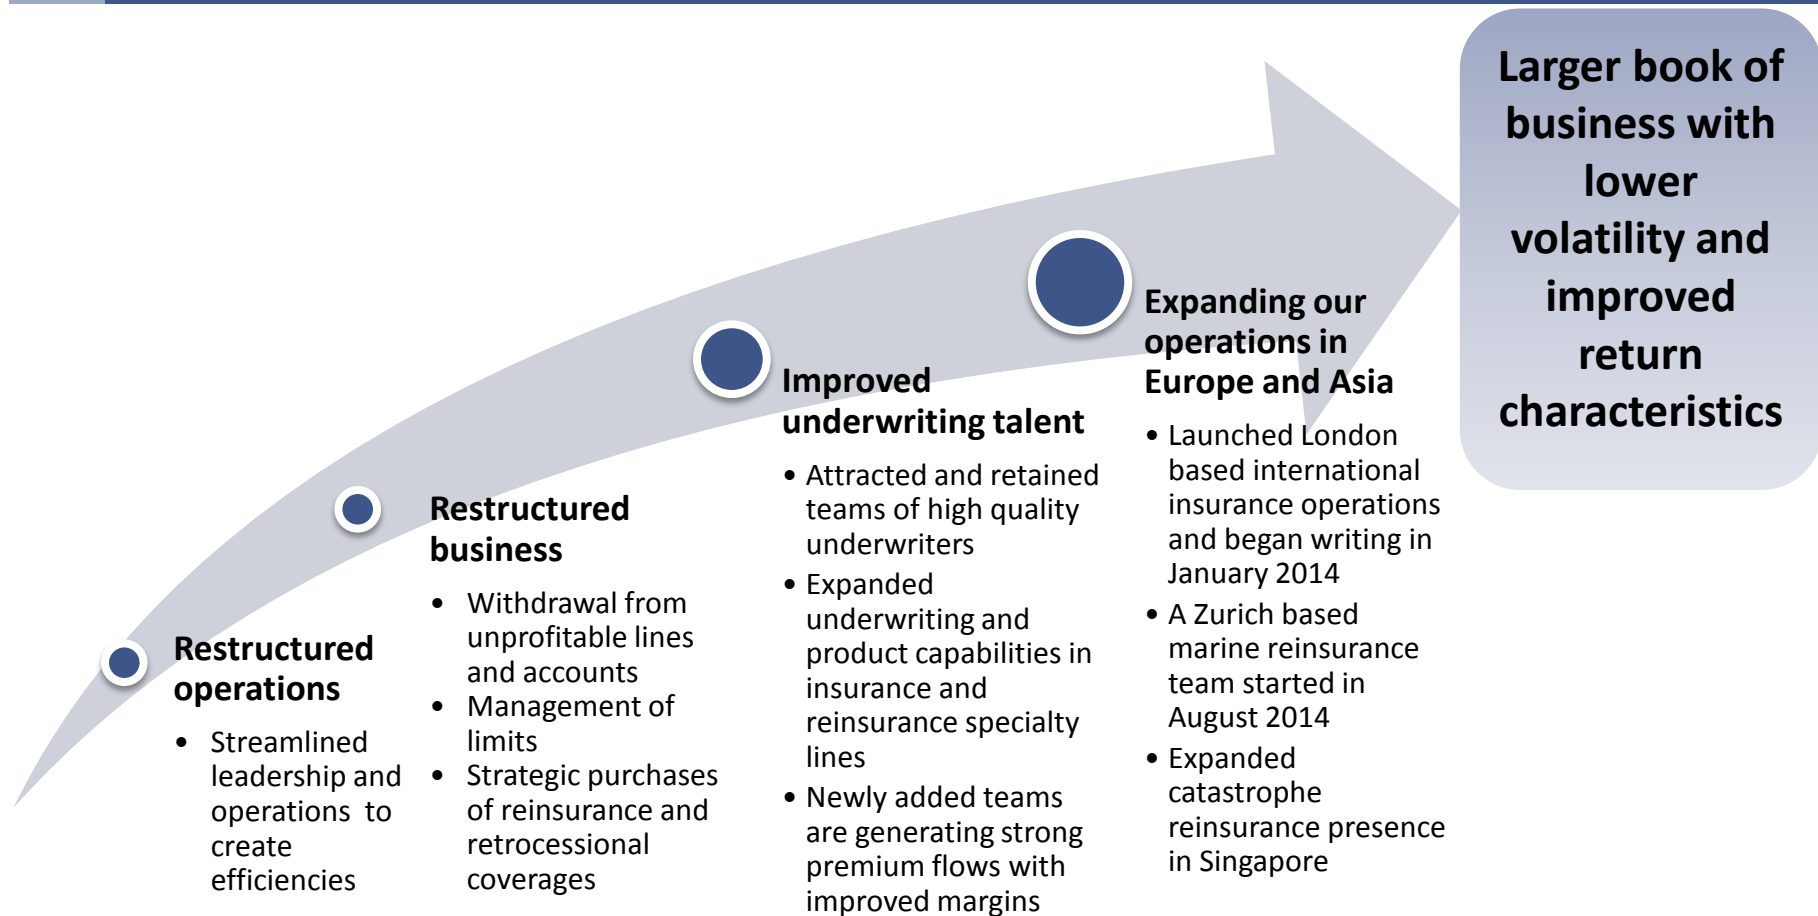 Larger book of
business with
lower
volatility and
improved
return
characteristics
Restructured
operations
• Streamlined
leadership and
operations to
create
efficiencies
Restructured
business
• Withdrawal from
unprofitable lines
and accounts
• Management of
limits
• Strategic purchases
of reinsurance and
retrocessional
coverages
Improved
underwriting talent
• Attracted and retained
teams of high quality
underwriters
• Expanded
underwriting and
product capabilities in
insurance and
reinsurance specialty
lines
• Newly added teams
are generating strong
premium flows with
improved margins
Expanding our
operations in
Europe and Asia
• Launched London
based international
insurance operations
and began writing in
January 2014
• A Zurich based
marine reinsurance
team started in
August 2014
• Expanded
catastrophe
reinsurance presence
in Singapore